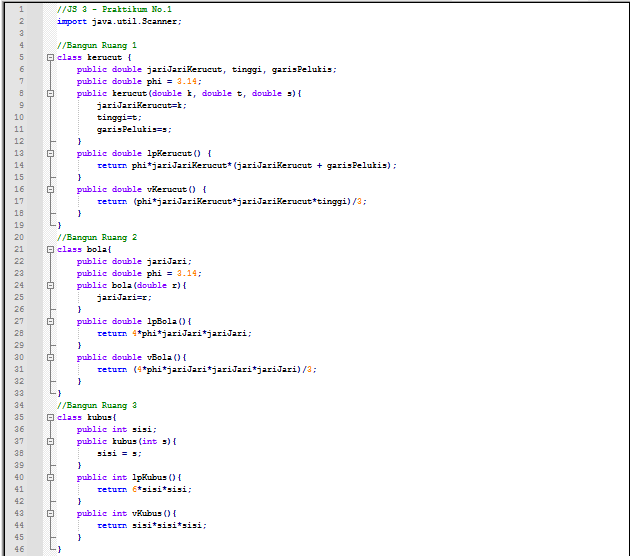 1 //JS 3 - Praktikum No.1
2 import java.util.Scanner;
3
4 //Bangun Ruang 1
5 class kerucut {
6 public double jariJariKerucut, tinggi, garisPelukis;
7 public double phi = 3.14;
8 public kerucut(double k, double t, double s){
9 jariJariKerucut=k;
10 tinggi=t;
11 garisPelukis=s;
12 }
13 public double lpKerucut() {
14 return phi*jariJariKerucut*(jariJariKerucut + garisPelukis);
15 }
16 public double vKerucut() {
17 return (phi*jariJariKerucut*jariJariKerucut*tinggi)/3;
18 }
19 }
20 //Bangun Ruang 2
21 class bola{
22 public double jariJari;
23 public double phi = 3.14;
24 public bola(double r){
25 jariJari=r;
26 }
27 public double lpBola(){
28 return 4*phi*jariJari*jariJari;
29 }
30 public double vBola(){
31 return (4*phi*jariJari*jariJari*jariJari)/3;
32 }
33 }
34 //Bangun Ruang 3
35 class kubus{
36 public int sisi;
37 public kubus(int s){
38 sisi = s;
39 }
40 public int lpKubus(){
41 return 6*sisi*sisi;
42 }
43 public int vKubus(){
44 return sisi*sisi*sisi;
45 }
46 }